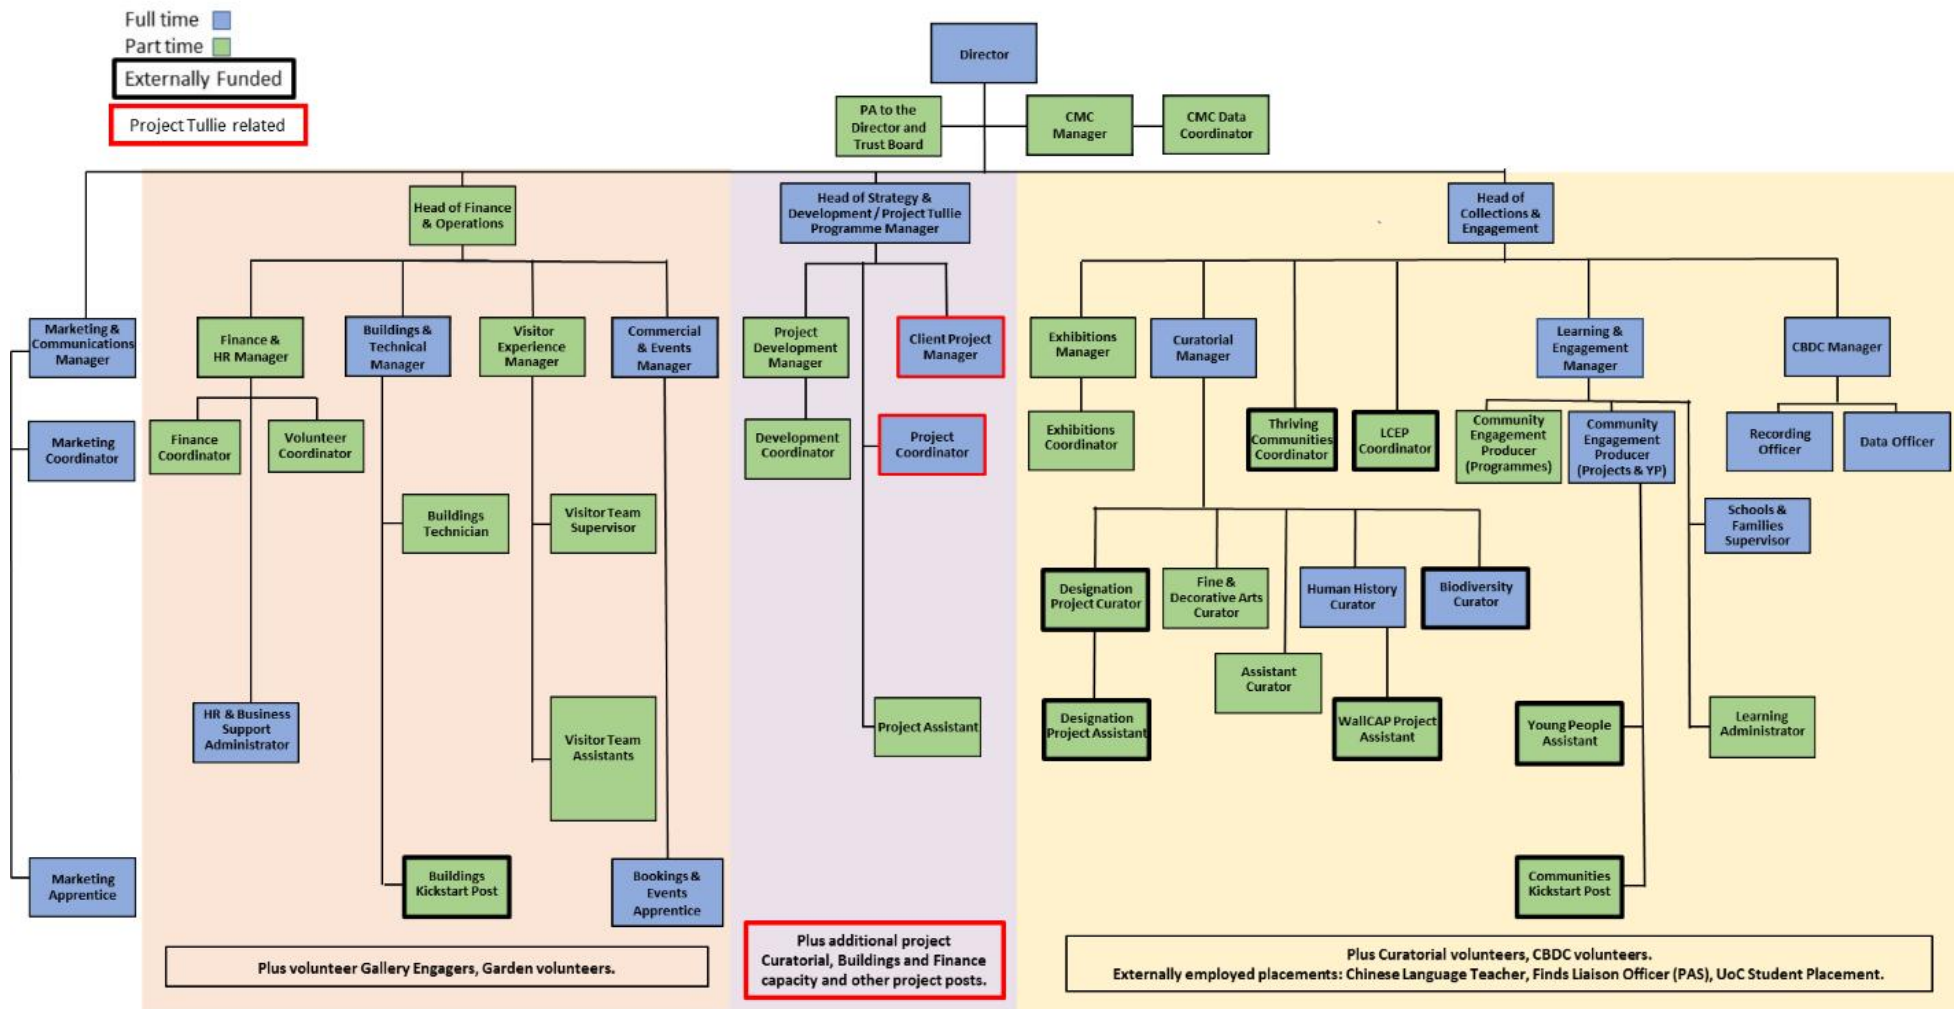 Full time
Part time
Externally Funded
Project Tullie related
Director
PA to the
Director and
Trust Board
CMC
Manager
CMC Data
Coordinator
Head of Finance
& Operations
Head of Strategy &
Development / Project Tullie
Programme Manager
Head of
Collections &
Engagement
Marketing &
Communications
Manager
Finance &
HR Manager
Buildings &
Technical
Manager
Visitor
Experience
Manager
Commercial
& Events
Manager
Project
Development
Manager
Client Project
Manager
Exhibitions
Manager
Curatorial
Manager
Learning &
Engagement
Manager
CBDC Manager
Marketing
Coordinator
Finance
Coordinator
Volunteer
Coordinator
Development
Coordinator
Project
Coordinator
Exhibitions
Coordinator
Thriving
Communities
Coordinator
LCEP
Coordinator
Community
Engagement
Producer
(Programmes)
Community
Engagement
Producer
(Projects & YP)
Recording
Officer
Data Officer
Buildings
Technician
Visitor Team
Supervisor
Schools &
Families
Supervisor
Designation
Project Curator
Fine &
Decorative Arts
Curator
Human History
Curator
Biodiversity
Curator
Assistant
Curator
HR & Business
Support
Administrator
Visitor Team
Assistants
Project Assistant
Designation
Project Assistant
WallCAP Project
Assistant
Young People
Assistant
Learning
Administrator
Marketing
Apprentice
Buildings
Kickstart Post
Bookings &
Events
Apprentice
Communities
Kickstart Post
Plus volunteer Gallery Engagers, Garden volunteers.
Plus additional project
Curatorial, Buildings and Finance
capacity and other project posts.
Plus Curatorial volunteers, CBDC volunteers.
Externally employed placements: Chinese Language Teacher, Finds Liaison Officer (PAS), UoC Student Placement.